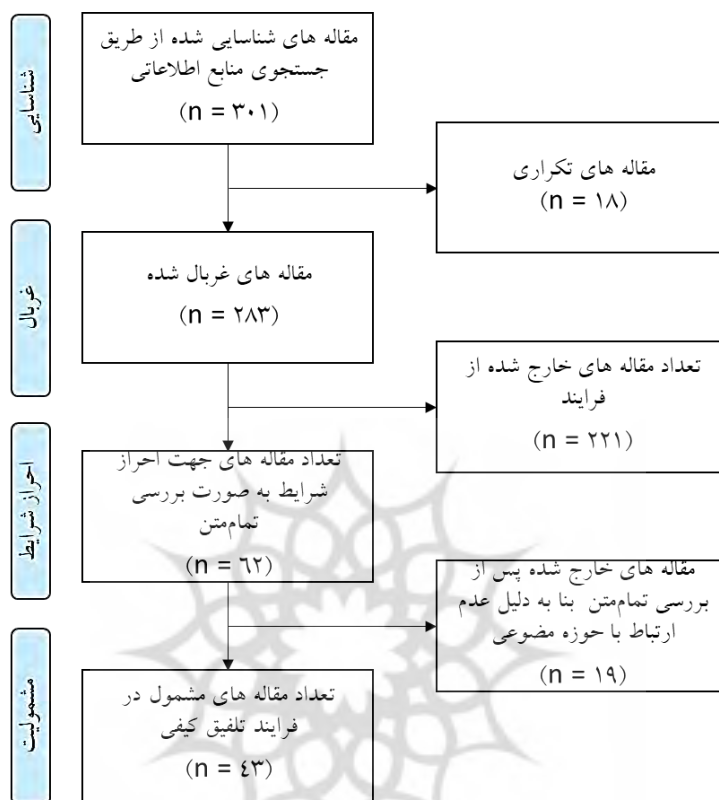 شناسایی
مقاله های شناسایی شده از طریق
جستجوی منابع اطلاعاتی
(n = ۳۰۱)
مقاله های تکراری
(n = ۱۸)
غربال
مقاله های غربال شده
(n = ۲۸۳)
تعداد مقاله های خارج شده از
فرایند
(n = ۲۲۱)
احراز شرایط
تعداد مقاله های جهت احراز
شرایط به صورت بررسی
تمام‌متن
(n = ٦۲)
مقاله های خارج شده پس از
بررسی تمام‌متن بنا به دلیل عدم
ارتباط با حوزه مضوعی
(n = ۱۹)
مشمولیت
تعداد مقاله های مشمول در
فرایند تلفیق کیفی
(n = ٤۳)